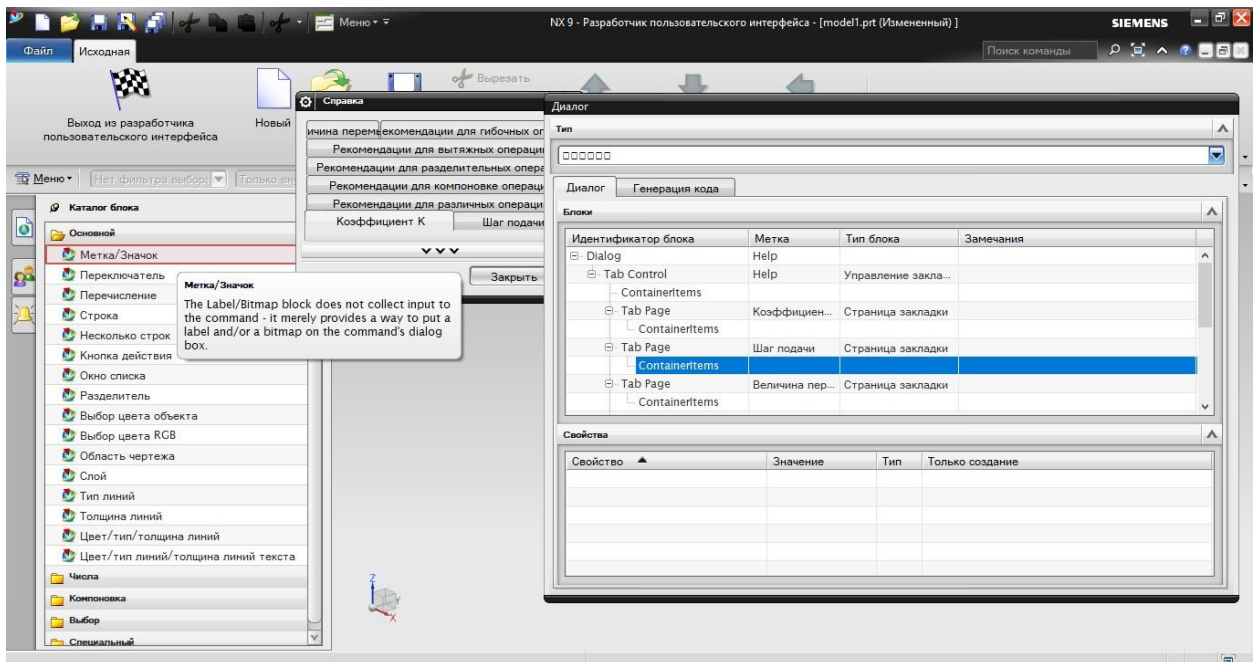 Меню
NX 9 - Разработчик пользовательского интерфейса - [model1.prt (Измененный) ]
SIEMENS
Файл
Исходная
Поиск команды
Вырезать
Выход из разработчика
пользовательского интерфейса
Новый
Меню
Нет фильтра выбор
Только вн
Каталог блока
Основной
Метка/Значок
Переключатель
Перечисление
Строка
Несколько строк
Кнопка действия
Окно списка
Разделитель
Выбор цвета объекта
Выбор цвета RGB
Область чертежа
Слой
Тип линий
Толщина линий
Цвет/тип/толщина линий
Цвет/тип линий/толщина линий текста
Числа
Компоновка
Выбор
Специальный
Метка/Значок
The Label/Bitmap block does not collect input to
the command - it merely provides a way to put a
label and/or a bitmap on the command's dialog
box.
Справка
ичина перемы екомендации для гибочных оп
Рекомендации для вытяжных операци
Рекомендации для разделительных опера
Рекомендации для компоновке операци
Рекомендации для различных операци
Коэффициент К Шаг подачи
Закрыть
Диалог
Тип
□□□□□□
Диалог Генерация кода
Блоки
Идентификатор блока Метка Тип блока Замечания
Dialog Help
Tab Control Help Управление закла...
ContainerItems
Tab Page Коэффициен... Страница закладки
ContainerItems
Tab Page Шаг подачи Страница закладки
ContainerItems
Tab Page Величина пер... Страница закладки
ContainerItems
Свойства
Свойство Значение Тип Только создание
Z
Y
X